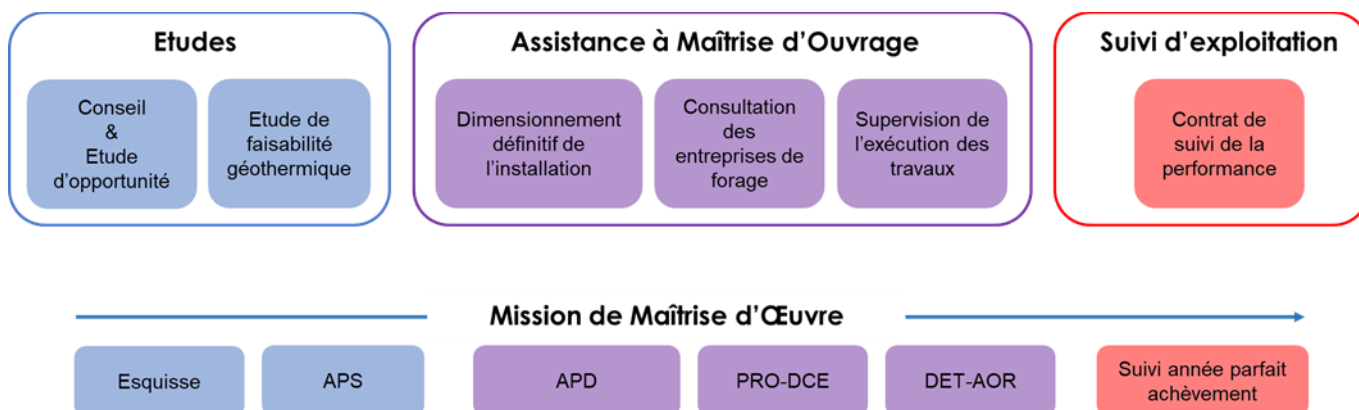 Etudes
Conseil
&
Etude
d’opportunité
Etude de
faisabilité
géothermique
Assistance à Maîtrise d’Ouvrage
Dimensionnement
définitif de
l’installation
Consultation
des
entreprises de
forage
Supervision de
l’exécution des
travaux
Suivi d’exploitation
Contrat de
suivi de la
performance
Mission de Maîtrise d’Œuvre
Esquisse
APS
APD
PRO-DCE
DET-AOR
Suivi année parfait
achèvement